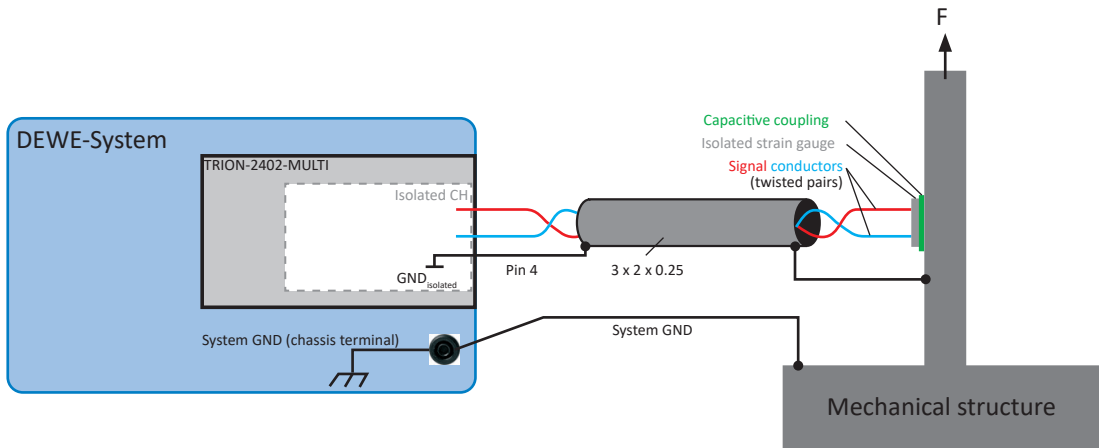 F
DEWE-System
TRION-2402-MULTI
Capacitive coupling
Isolated strain gauge
Signal conductors
(twisted pairs)
Isolated CH
GNDisolated
Pin 4
3 x 2 x 0.25
System GND (chassis terminal)
System GND
Mechanical structure